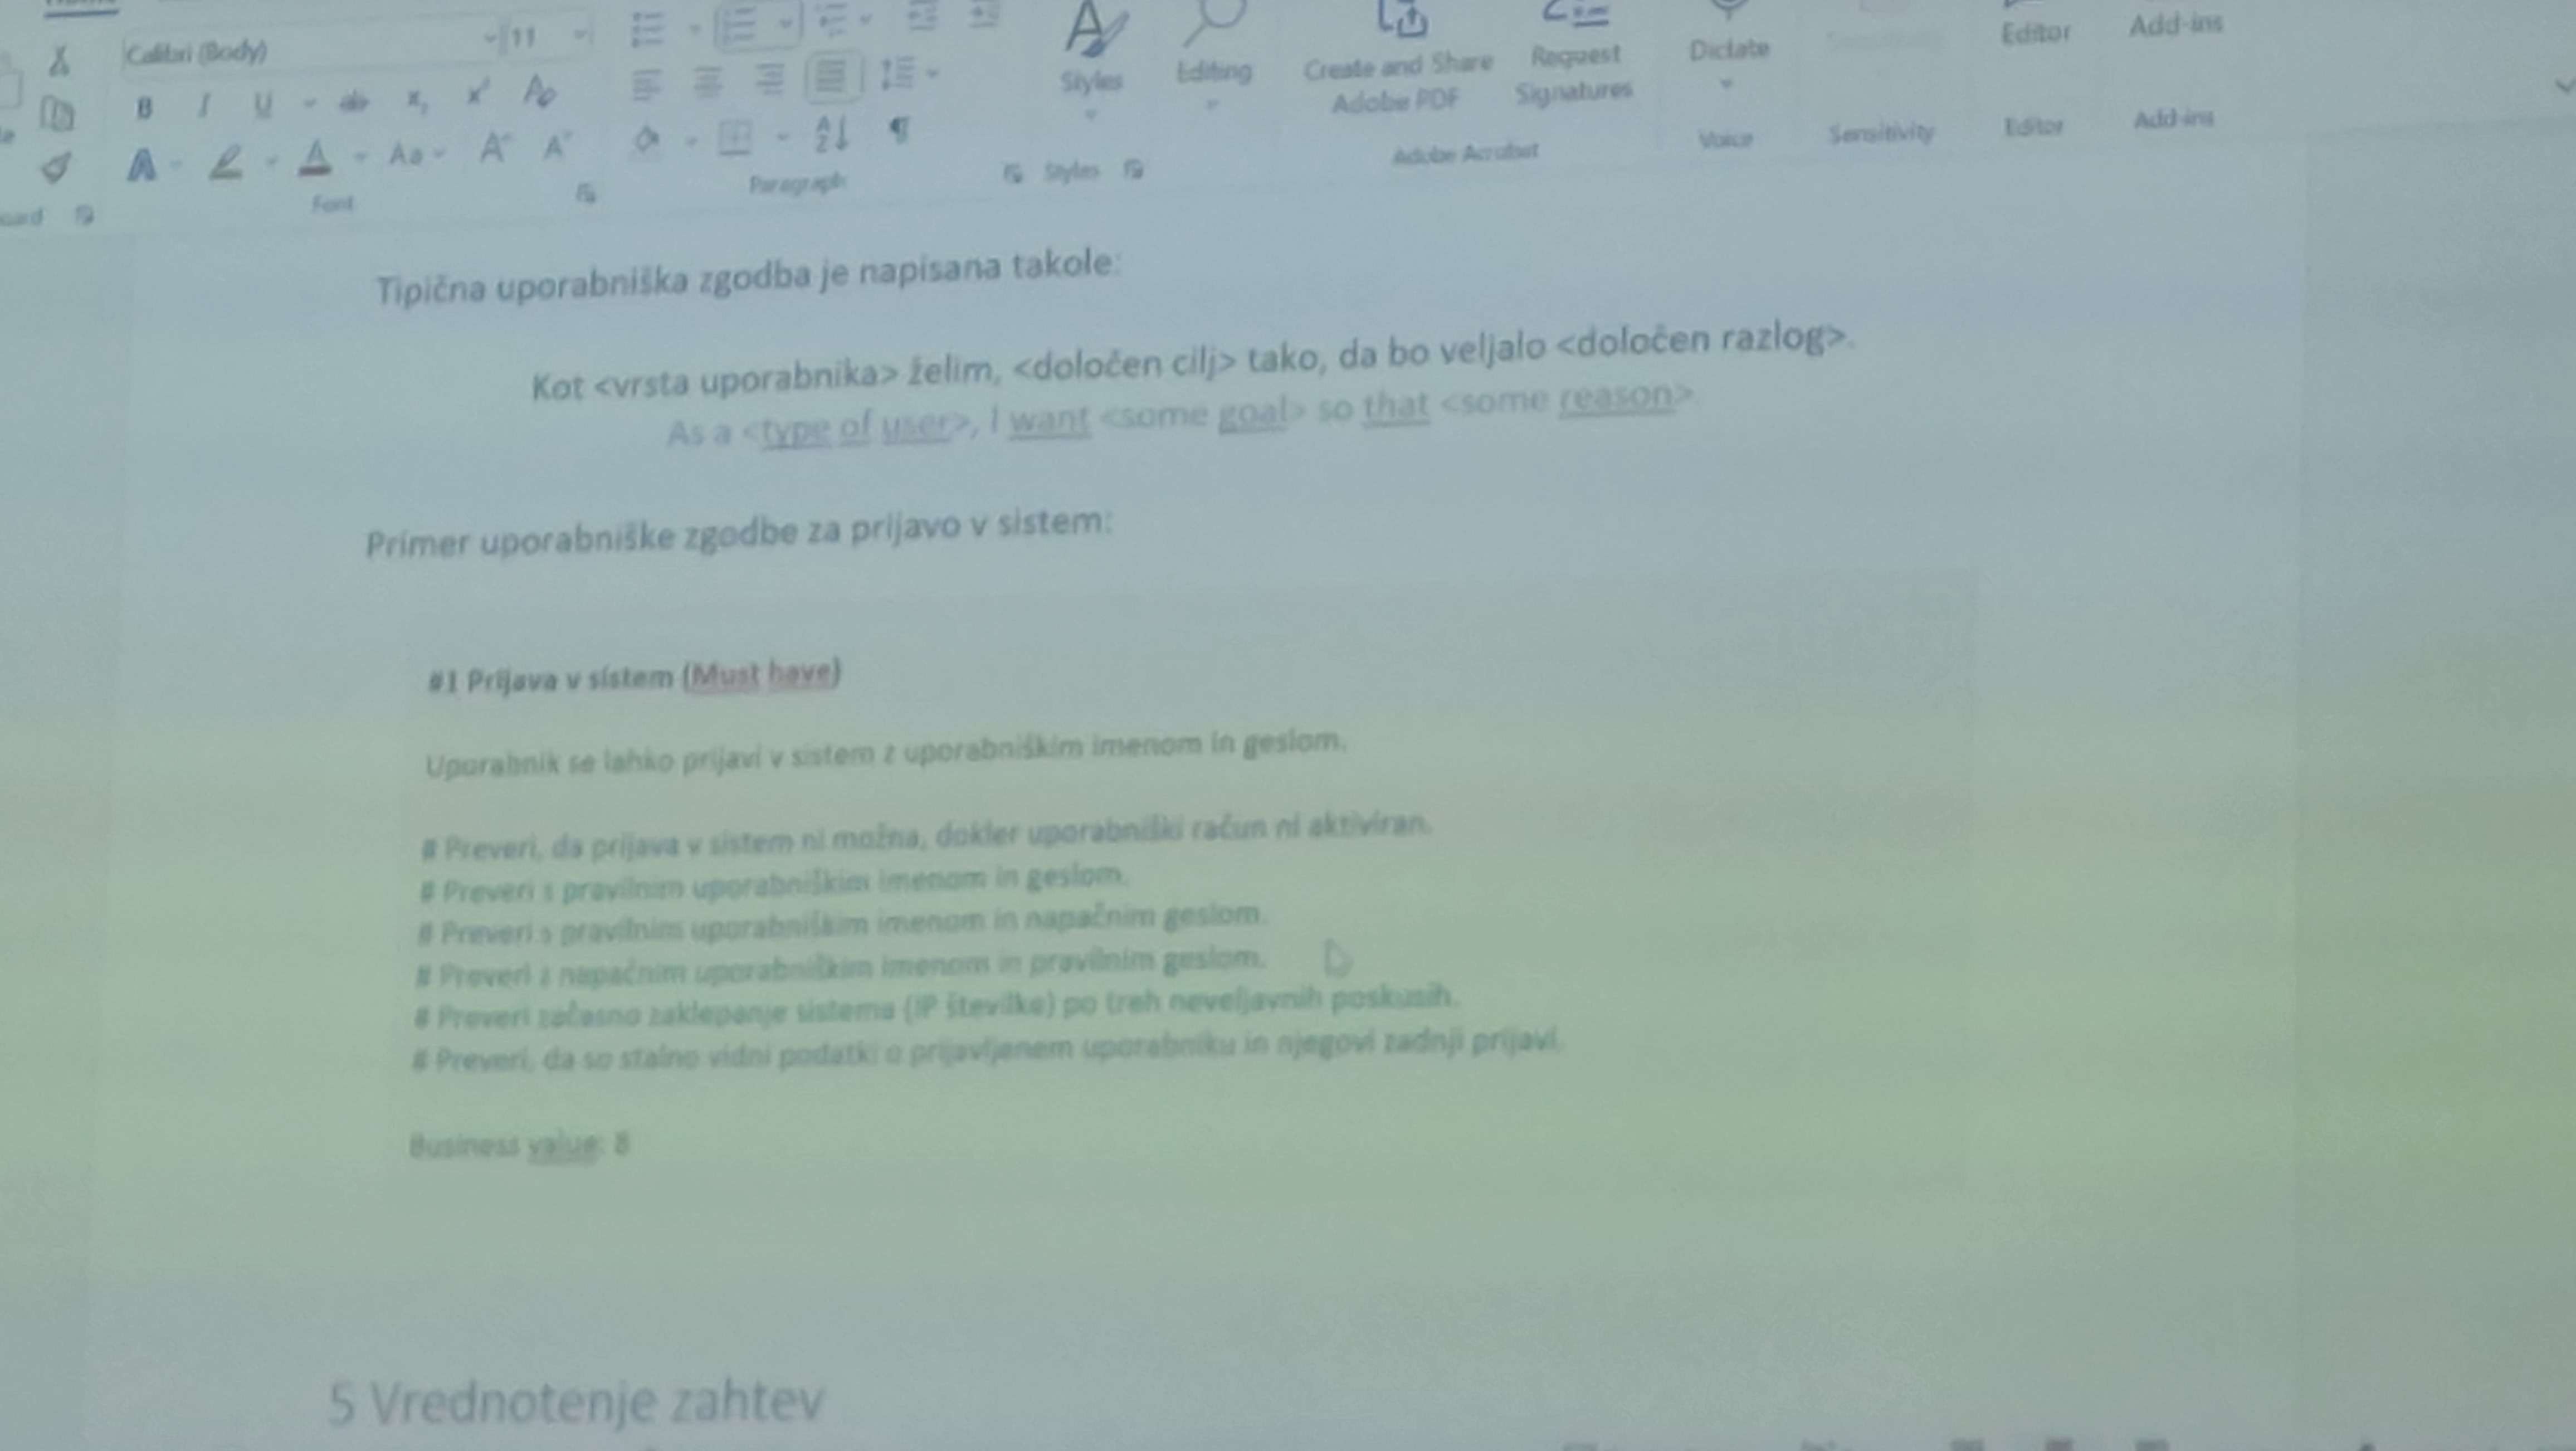 Calibri (Body) 11
Styles
Editing
Create and Share
Adobe PDF
Request
Signatures
Dictate
Editor
Add-ins
Font
Paragraph
Styles
Adobe Acrobat
Voice
Sensitivity
Editor
Add-ins
Tipična uporabniška zgodba je napisana takole:
Kot <vrsta uporabnika> želim, <določen cilj> tako, da bo veljalo <določen razlog>.
As a <type of user>, I want <some goal> so that <some reason>
Primer uporabniške zgodbe za prijavo v sistem:
#1 Prijava v sistem (Must have)
Uporabnik se lahko prijavi v sistem z uporabniškim imenom in geslom.
# Preveri, da prijava v sistem ni možna, dokler uporabniški račun ni aktiviran.
# Preveri s pravilnim uporabniškim imenom in geslom.
# Preveri s pravilnim uporabniškim imenom in napačnim geslom.
# Preveri z napačnim uporabniškim imenom in pravilnim geslom.
# Preveri začasno zaklepanje sistema (IP številke) po treh neveljavnih poskusih.
# Preveri, da so stalno vidni podatki o prijavljenem uporabniku in njegovi zadnji prijavi.
Business value: 8
5 Vrednotenje zahtev